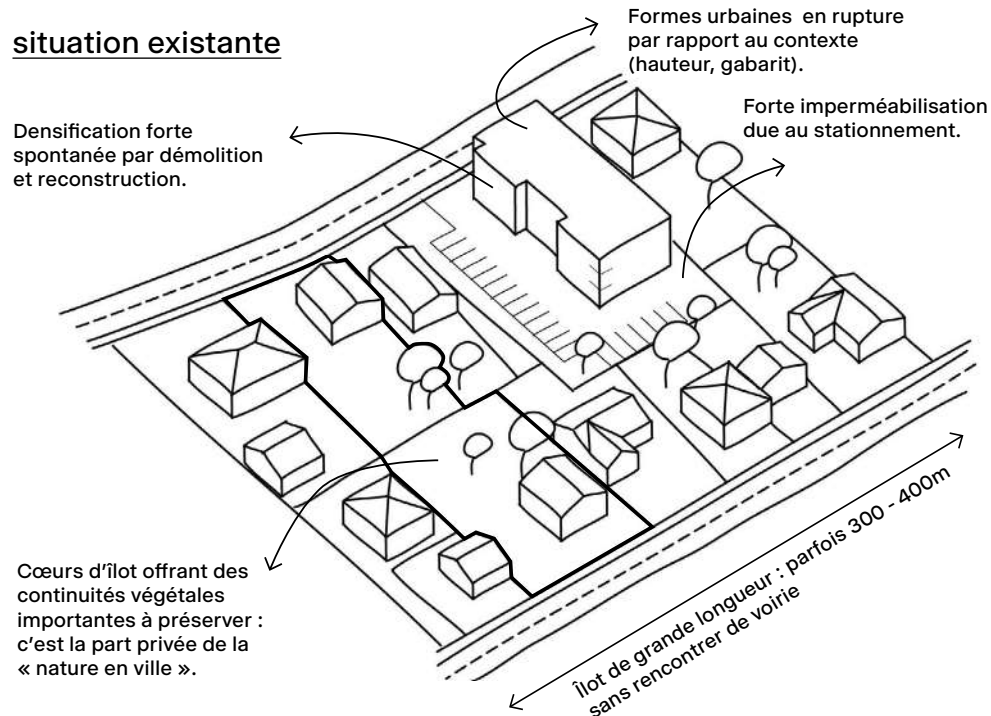 situation existante
Formes urbaines en rupture
par rapport au contexte
(hauteur, gabarit).
Densification forte
spontanée par démolition
et reconstruction.
Forte imperméabilisation
due au stationnement.
Cœurs d’îlot offrant des
continuités végétales
importantes à préserver :
c’est la part privée de la
« nature en ville ».
Îlot de grande longueur : parfois 300 - 400m
sans rencontrer de voirie